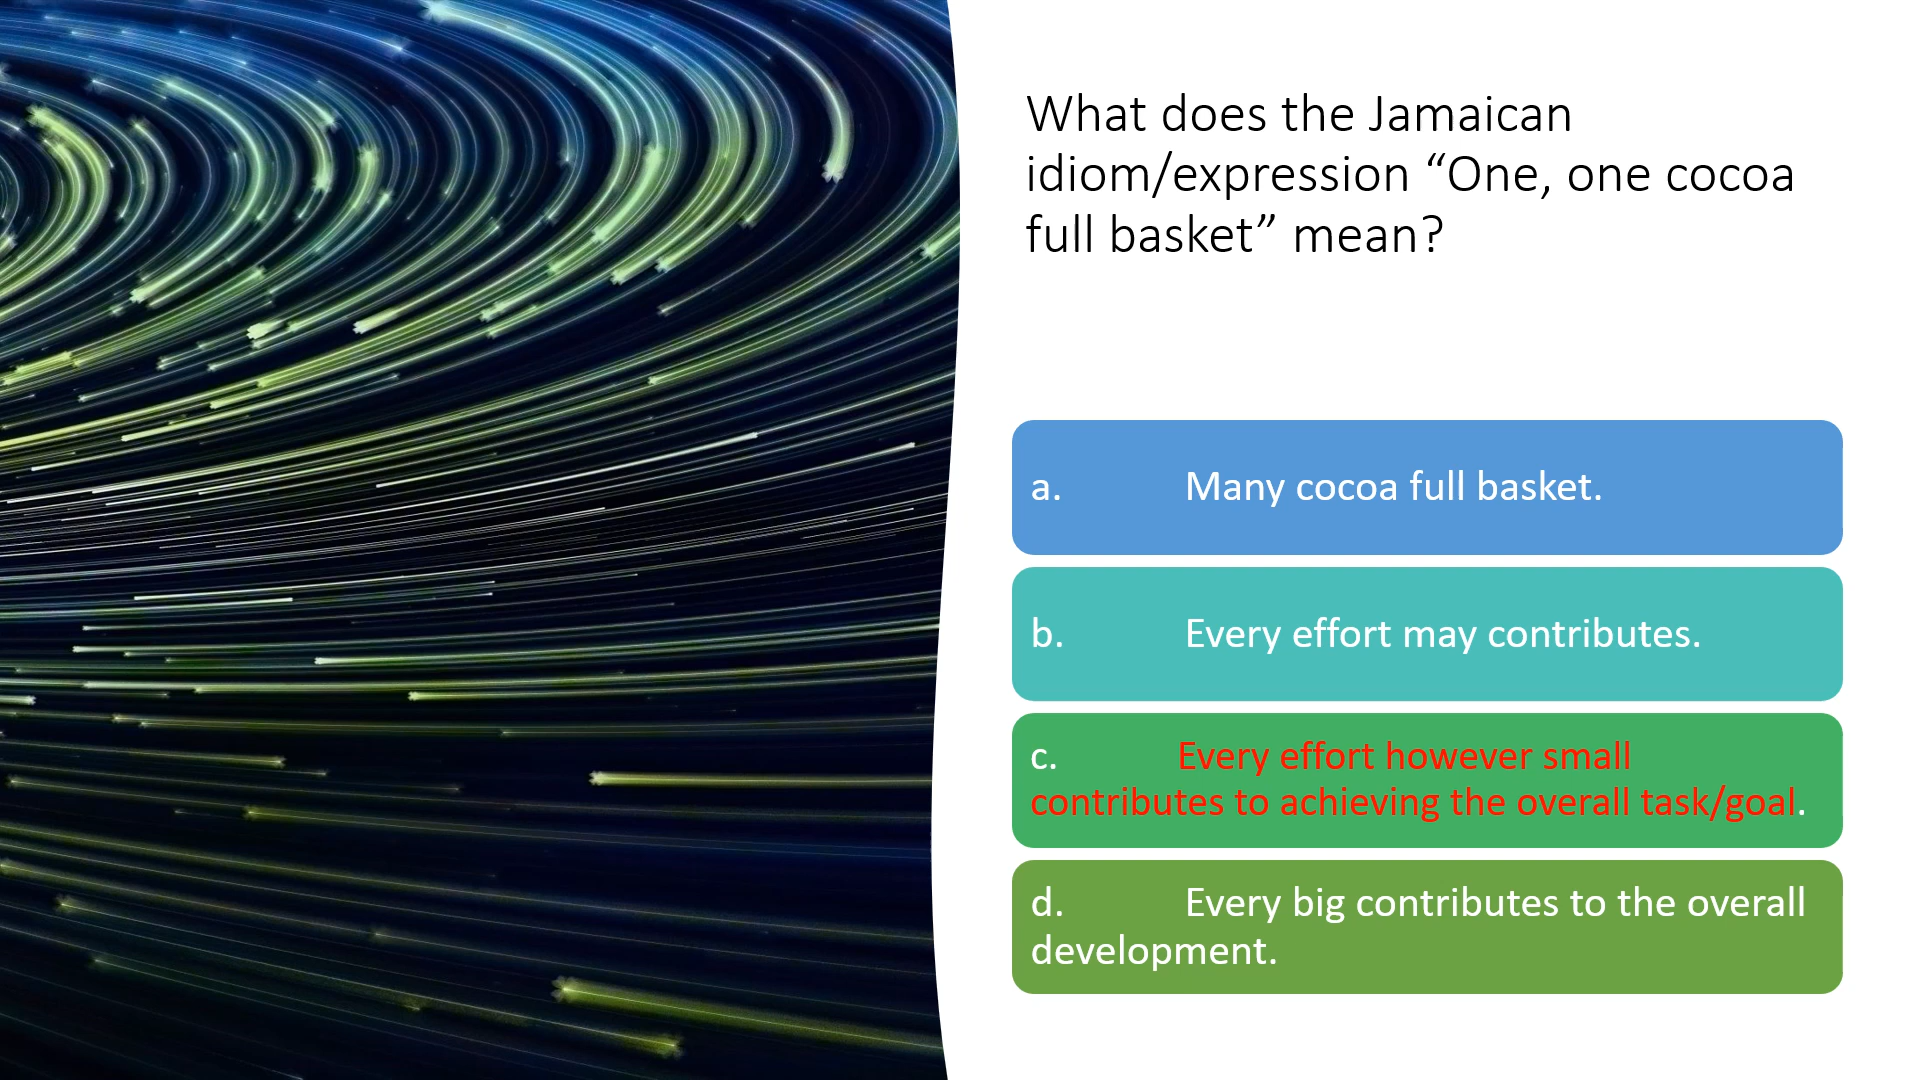 What does the Jamaican
idiom/expression “One, one cocoa
full basket” mean?
a. Many cocoa full basket.
b. Every effort may contributes.
c. Every effort however small
contributes to achieving the overall task/goal.
d. Every big contributes to the overall
development.